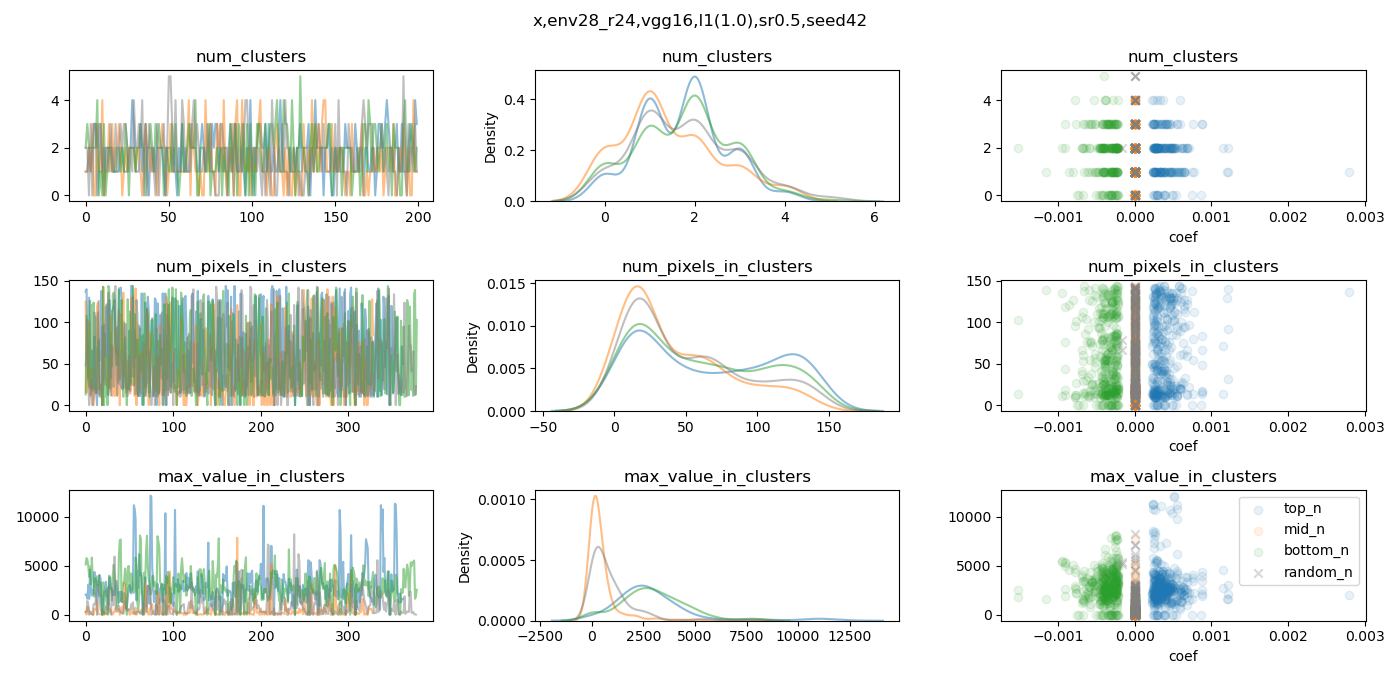 x,env28_r24,vgg16,l1(1.0),sr0.5,seed42
num_clusters
4
2
0
0 50 100 150 200
num_clusters
Density
0.4
0.2
0.0
0 2 4 6
num_clusters
4
2
0
−0.001 0.000 0.001 0.002 0.003
coef
num_pixels_in_clusters
150
100
50
0
0 100 200 300
num_pixels_in_clusters
Density
0.015
0.010
0.005
0.000
−50 0 50 100 150
num_pixels_in_clusters
150
100
50
0
−0.001 0.000 0.001 0.002 0.003
coef
max_value_in_clusters
10000
5000
0
0 100 200 300
max_value_in_clusters
Density
0.0010
0.0005
0.0000
−2500 0 2500 5000 7500 10000 12500
max_value_in_clusters
10000
5000
0
−0.001 0.000 0.001 0.002 0.003
coef
top_n
mid_n
bottom_n
random_n